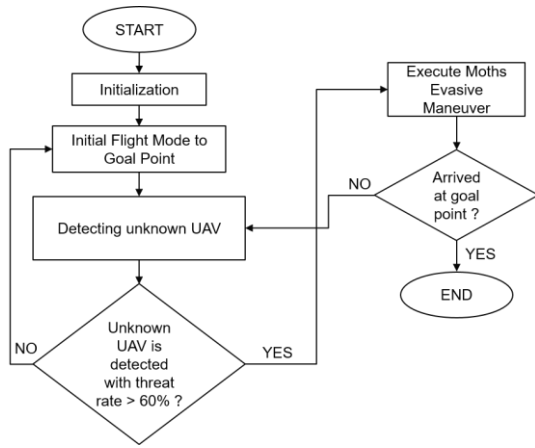 START
Initialization
Initial Flight Mode to
Goal Point
Detecting unknown UAV
Unknown
UAV is
detected
with threat
rate > 60% ?
NO
YES
Execute Moths
Evasive
Maneuver
Arrived
at goal
point ?
NO
YES
END